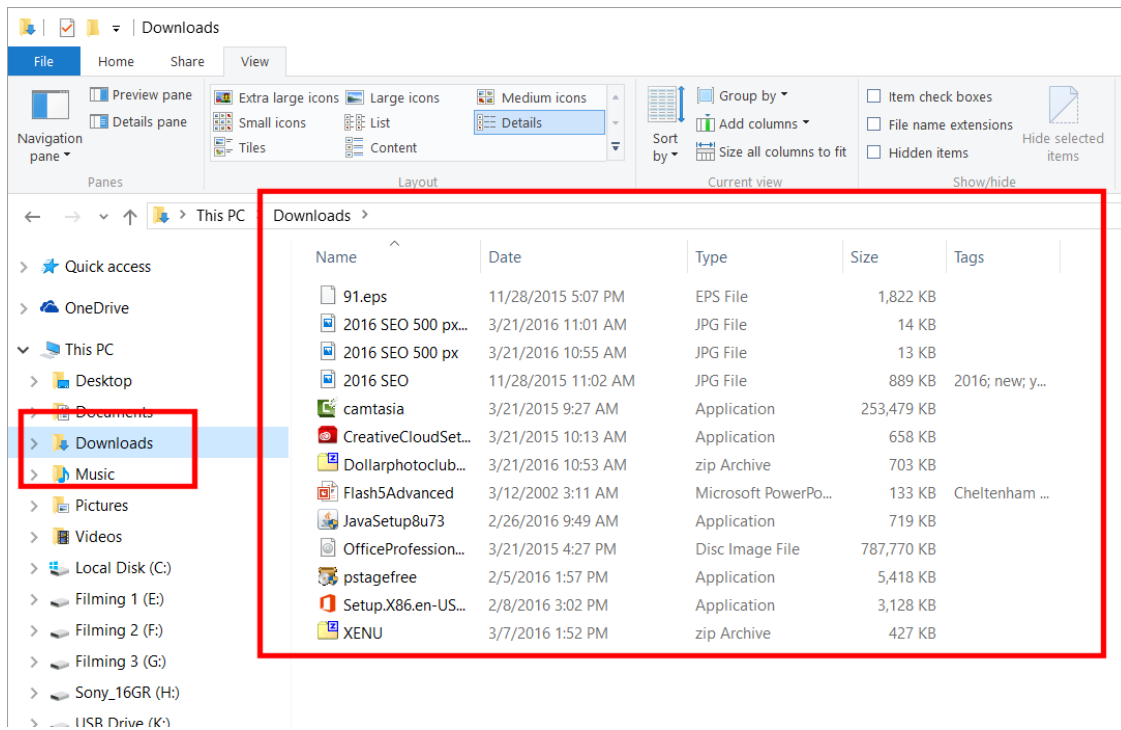 Downloads
File Home Share View
Navigation pane
Preview pane
Details pane
Panes
Extra large icons Large icons Medium icons
Small icons List Details
Tiles Content
Layout
Sort by
Group by
Add columns
Size all columns to fit
Current view
Item check boxes
File name extensions
Hidden items
Hide selected items
Show/hide
This PC Downloads
Quick access
OneDrive
This PC
Desktop
Documents
Downloads
Music
Pictures
Videos
Local Disk (C:)
Filming 1 (E:)
Filming 2 (F:)
Filming 3 (G:)
Sony_16GR (H:)
USB Drive (K:)
Name Date Type Size Tags
91.eps 11/28/2015 5:07 PM EPS File 1,822 KB
2016 SEO 500 px... 3/21/2016 11:01 AM JPG File 14 KB
2016 SEO 500 px 3/21/2016 10:55 AM JPG File 13 KB
2016 SEO 11/28/2015 11:02 AM JPG File 889 KB 2016; new; y...
camtasia 3/21/2015 9:27 AM Application 253,479 KB
CreativeCloudSet... 3/21/2015 10:13 AM Application 658 KB
Dollarphotoclub... 3/21/2016 10:53 AM zip Archive 703 KB
Flash5Advanced 3/12/2002 3:11 AM Microsoft PowerPo... 133 KB Cheltenham ...
JavaSetup8u73 2/26/2016 9:49 AM Application 719 KB
OfficeProfession... 3/21/2015 4:27 PM Disc Image File 787,770 KB
pstagefree 2/5/2016 1:57 PM Application 5,418 KB
Setup.X86.en-US... 2/8/2016 3:02 PM Application 3,128 KB
XENU 3/7/2016 1:52 PM zip Archive 427 KB